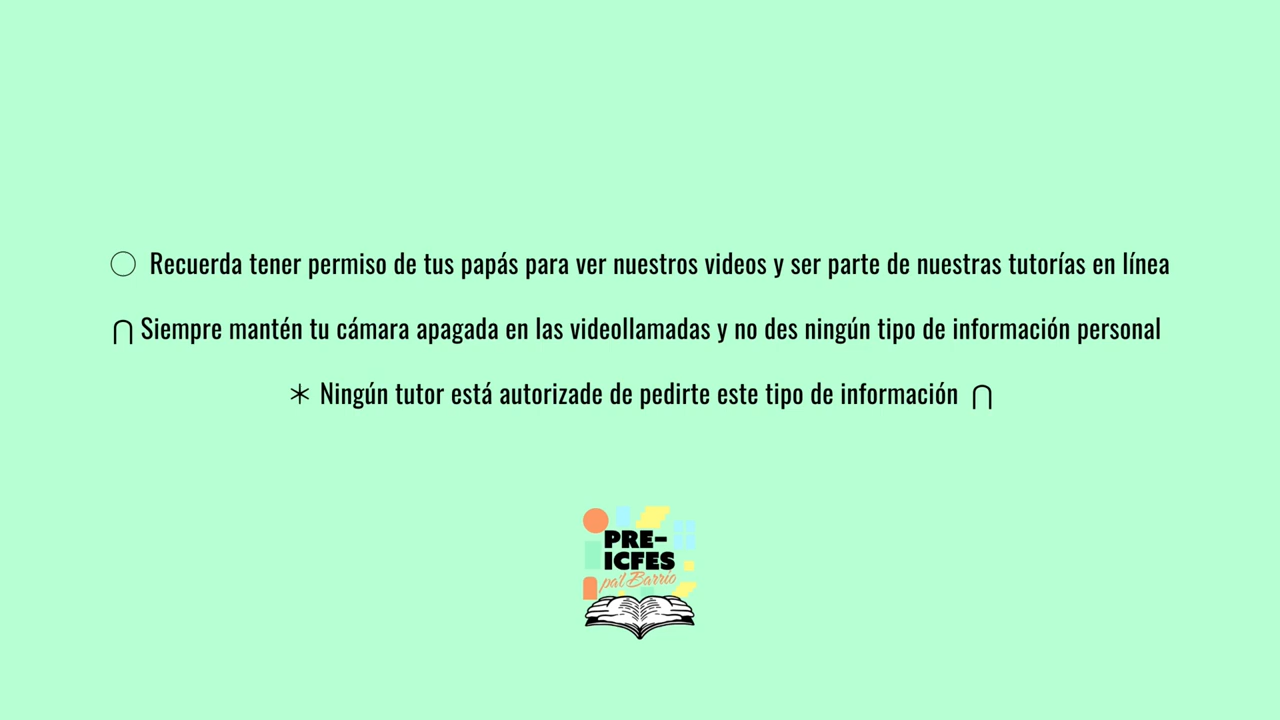 Recuerda tener permiso de tus papás para ver nuestros videos y ser parte de nuestras tutorías en línea
Siempre mantén tu cámara apagada en las videollamadas y no des ningún tipo de información personal
Ningún tutor está autorizade de pedirte este tipo de información
PRE-
ICFES
pa'l Barrio